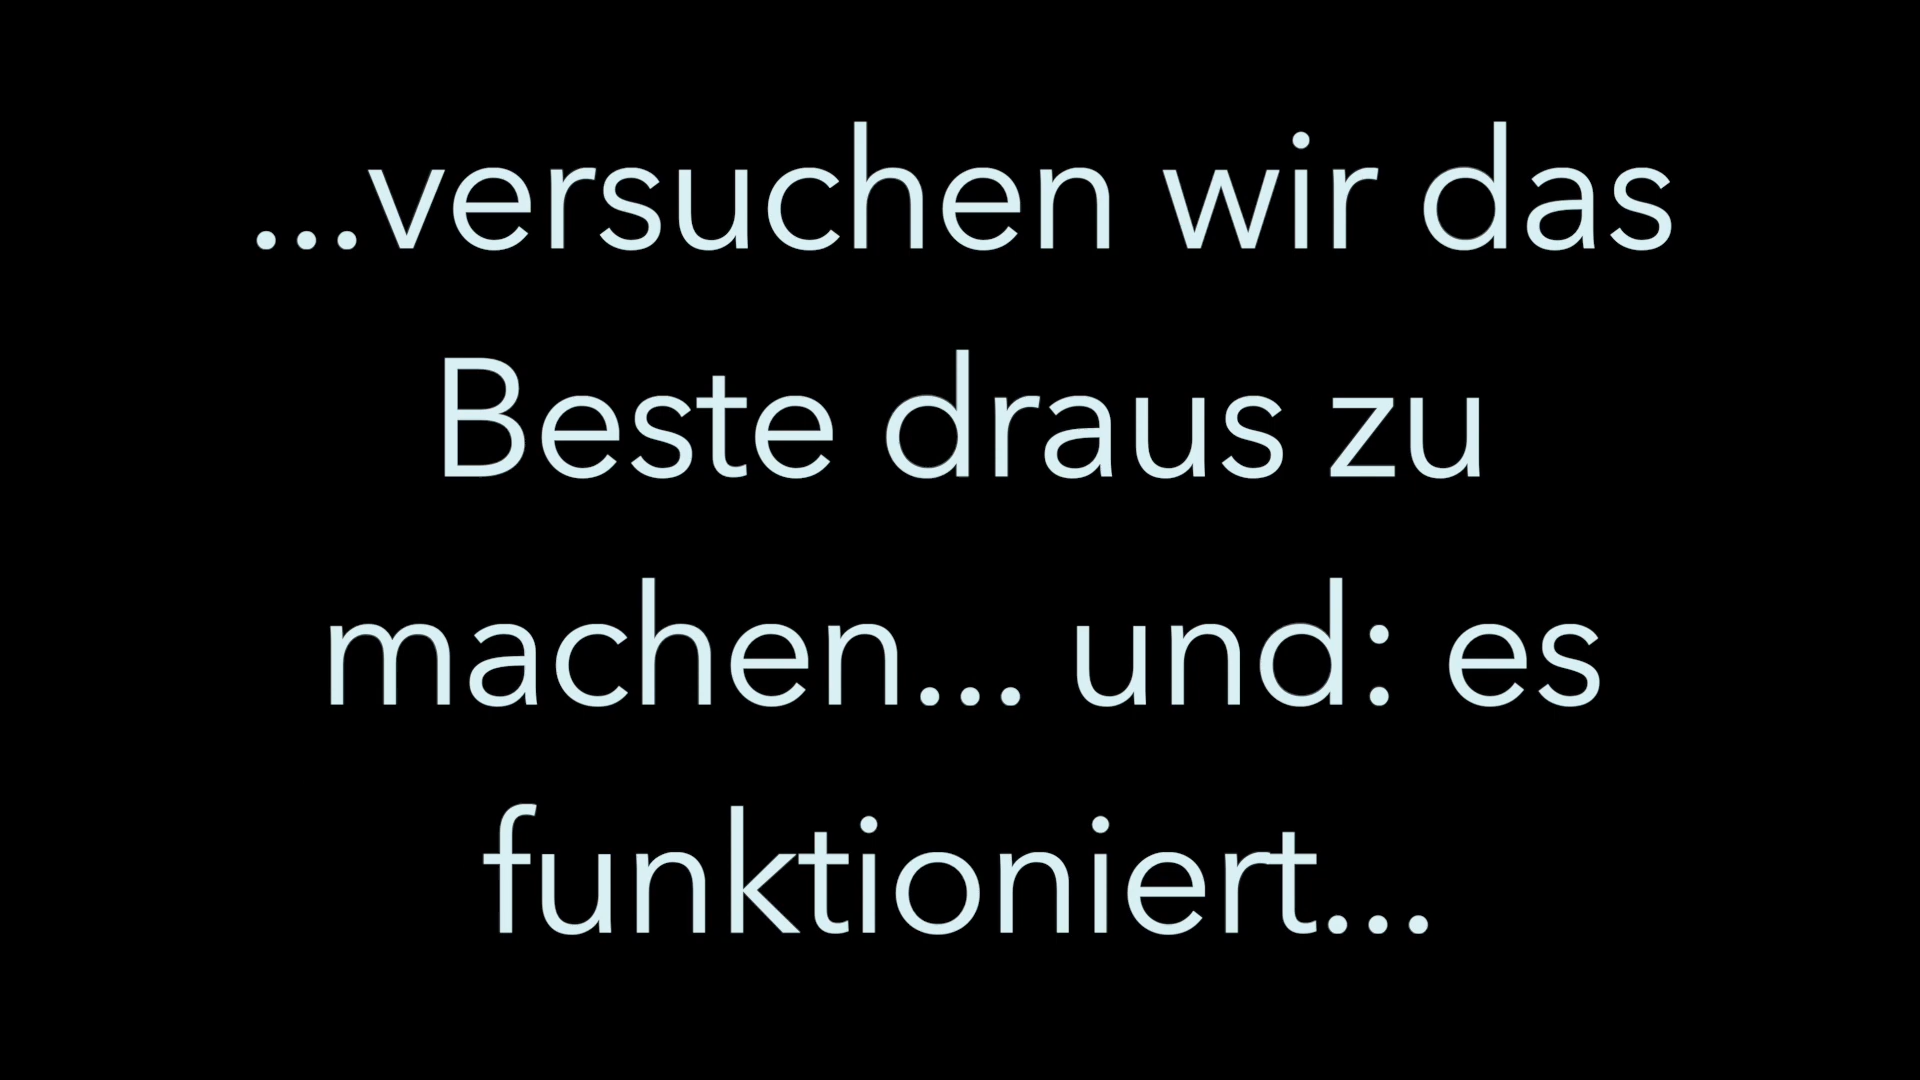 ...versuchen wir das
Beste draus zu
machen... und: es
funktioniert...